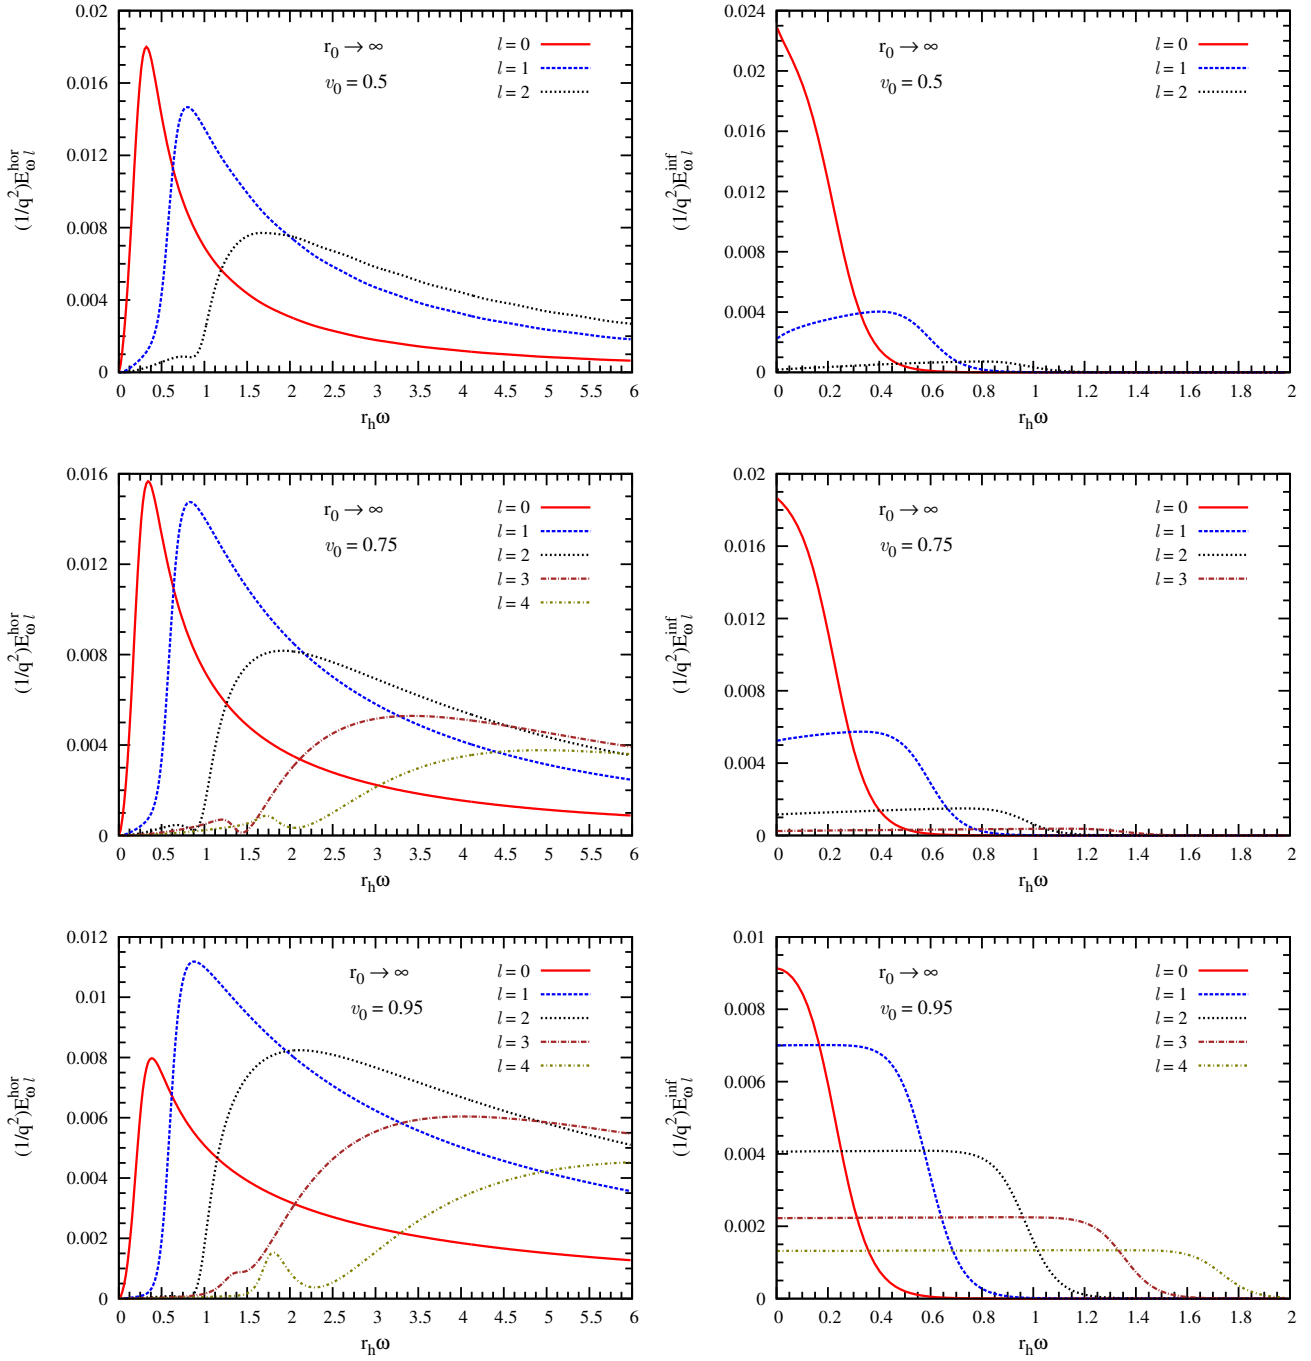 0.02
0.016
0.012
0.008
0.004
0
0 0.5 1 1.5 2 2.5 3 3.5 4 4.5 5 5.5 6
r_hω
(1/q²)E^hor_ω l
r₀ → ∞
v₀ = 0.5
l = 0
l = 1
l = 2
0.024
0.02
0.016
0.012
0.008
0.004
0
0 0.2 0.4 0.6 0.8 1 1.2 1.4 1.6 1.8 2
r_hω
(1/q²)E^inf_ω l
r₀ → ∞
v₀ = 0.5
l = 0
l = 1
l = 2
0.016
0.012
0.008
0.004
0
0 0.5 1 1.5 2 2.5 3 3.5 4 4.5 5 5.5 6
r_hω
(1/q²)E^hor_ω l
r₀ → ∞
v₀ = 0.75
l = 0
l = 1
l = 2
l = 3
l = 4
0.02
0.016
0.012
0.008
0.004
0
0 0.2 0.4 0.6 0.8 1 1.2 1.4 1.6 1.8 2
r_hω
(1/q²)E^inf_ω l
r₀ → ∞
v₀ = 0.75
l = 0
l = 1
l = 2
l = 3
0.012
0.01
0.008
0.006
0.004
0.002
0
0 0.5 1 1.5 2 2.5 3 3.5 4 4.5 5 5.5 6
r_hω
(1/q²)E^hor_ω l
r₀ → ∞
v₀ = 0.95
l = 0
l = 1
l = 2
l = 3
l = 4
0.01
0.008
0.006
0.004
0.002
0
0 0.2 0.4 0.6 0.8 1 1.2 1.4 1.6 1.8 2
r_hω
(1/q²)E^inf_ω l
r₀ → ∞
v₀ = 0.95
l = 0
l = 1
l = 2
l = 3
l = 4